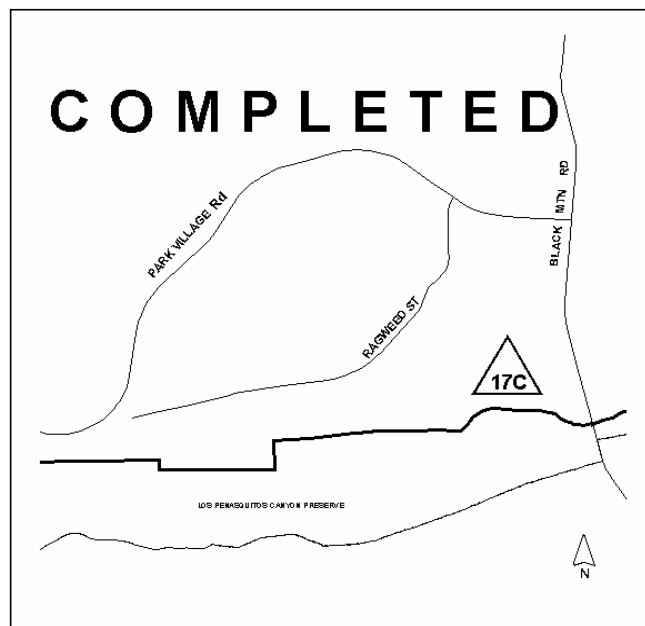 COMPLETED
PARK VILLAGE Rd
BLACK MTN RD
RAGWEED ST
17C
LOS PENASQUITOS CANYON PRESERVE
N